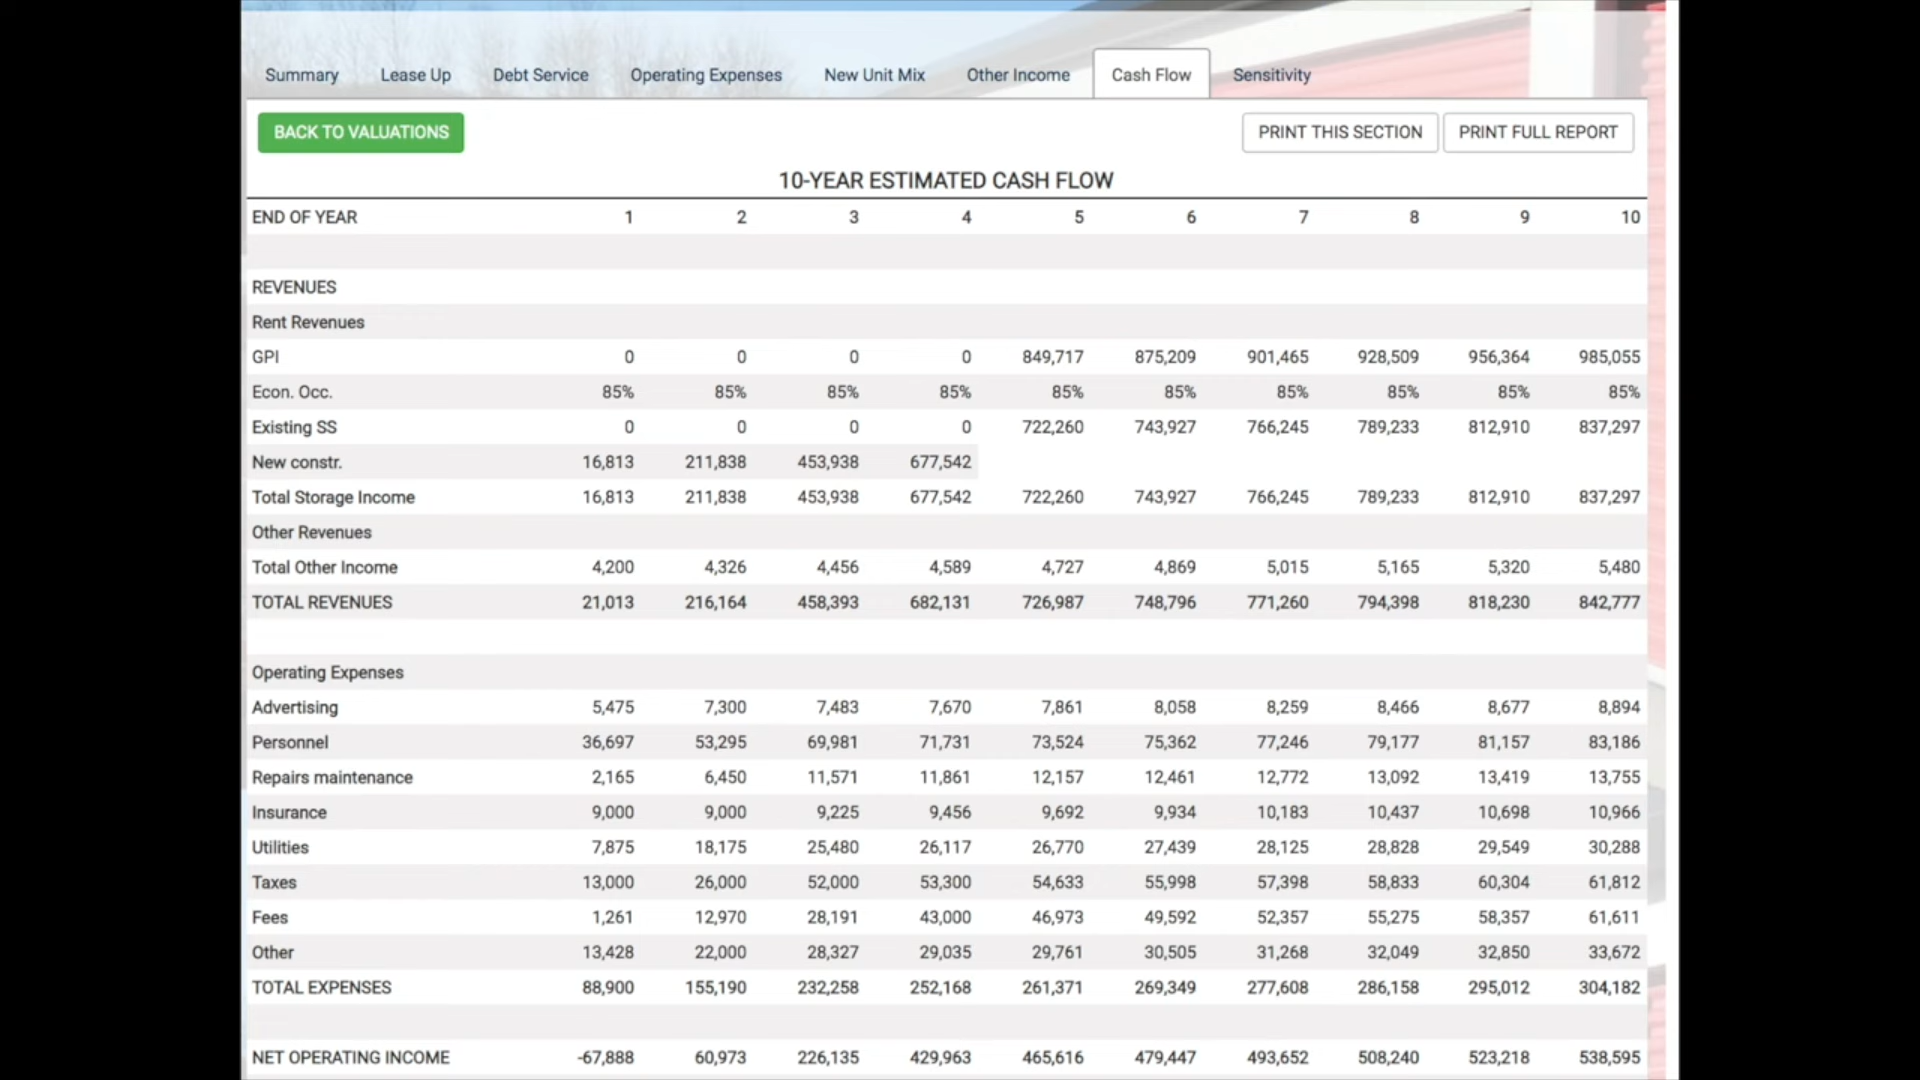 Summary Lease Up Debt Service Operating Expenses New Unit Mix Other Income Cash Flow Sensitivity
BACK TO VALUATIONS PRINT THIS SECTION PRINT FULL REPORT
10-YEAR ESTIMATED CASH FLOW
END OF YEAR 1 2 3 4 5 6 7 8 9 10
REVENUES
Rent Revenues
GPI 0 0 0 0 849,717 875,209 901,465 928,509 956,364 985,055
Econ. Occ. 85% 85% 85% 85% 85% 85% 85% 85% 85% 85%
Existing SS 0 0 0 0 722,260 743,927 766,245 789,233 812,910 837,297
New constr. 16,813 211,838 453,938 677,542
Total Storage Income 16,813 211,838 453,938 677,542 722,260 743,927 766,245 789,233 812,910 837,297
Other Revenues
Total Other Income 4,200 4,326 4,456 4,589 4,727 4,869 5,015 5,165 5,320 5,480
TOTAL REVENUES 21,013 216,164 458,393 682,131 726,987 748,796 771,260 794,398 818,230 842,777
Operating Expenses
Advertising 5,475 7,300 7,483 7,670 7,861 8,058 8,259 8,466 8,677 8,894
Personnel 36,697 53,295 69,981 71,731 73,524 75,362 77,246 79,177 81,157 83,186
Repairs maintenance 2,165 6,450 11,571 11,861 12,157 12,461 12,772 13,092 13,419 13,755
Insurance 9,000 9,000 9,225 9,456 9,692 9,934 10,183 10,437 10,698 10,966
Utilities 7,875 18,175 25,480 26,117 26,770 27,439 28,125 28,828 29,549 30,288
Taxes 13,000 26,000 52,000 53,300 54,633 55,998 57,398 58,833 60,304 61,812
Fees 1,261 12,970 28,191 43,000 46,973 49,592 52,357 55,275 58,357 61,611
Other 13,428 22,000 28,327 29,035 29,761 30,505 31,268 32,049 32,850 33,672
TOTAL EXPENSES 88,900 155,190 232,258 252,168 261,371 269,349 277,608 286,158 295,012 304,182
NET OPERATING INCOME -67,888 60,973 226,135 429,963 465,616 479,447 493,652 508,240 523,218 538,595